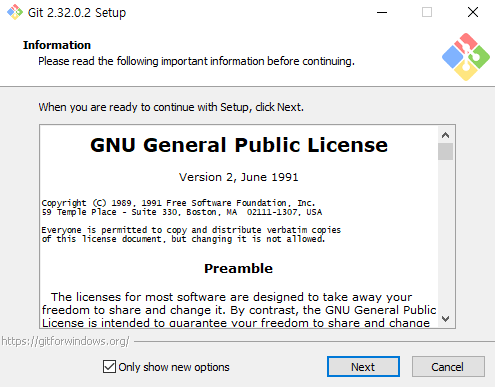 Git 2.32.0.2 Setup
Information
Please read the following important information before continuing.
When you are ready to continue with Setup, click Next.
GNU General Public License
Version 2, June 1991
Copyright (C) 1989, 1991 Free Software Foundation, Inc.
59 Temple Place - Suite 330, Boston, MA  02111-1307, USA
Everyone is permitted to copy and distribute verbatim copies
of this license document, but changing it is not allowed.
Preamble
The licenses for most software are designed to take away your
freedom to share and change it. By contrast, the GNU General Public
License is intended to guarantee your freedom to share and change
https://gitforwindows.org/
Only show new options
Next
Cancel